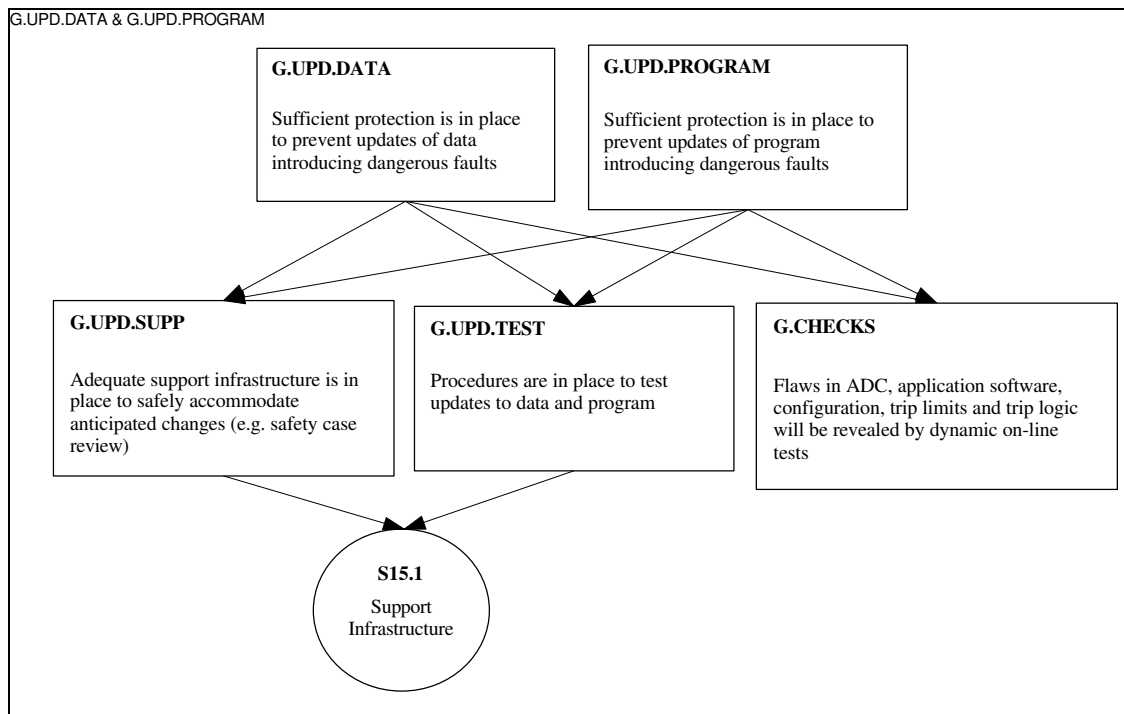 G.UPD.DATA & G.UPD.PROGRAM
G.UPD.DATA
Sufficient protection is in place
to prevent updates of data
introducing dangerous faults
G.UPD.PROGRAM
Sufficient protection is in place to
prevent updates of program
introducing dangerous faults
G.UPD.SUPP
Adequate support infrastructure is in
place to safely accommodate
anticipated changes (e.g. safety case
review)
G.UPD.TEST
Procedures are in place to test
updates to data and program
G.CHECKS
Flaws in ADC, application software,
configuration, trip limits and trip logic
will be revealed by dynamic on-line
tests
S15.1
Support
Infrastructure